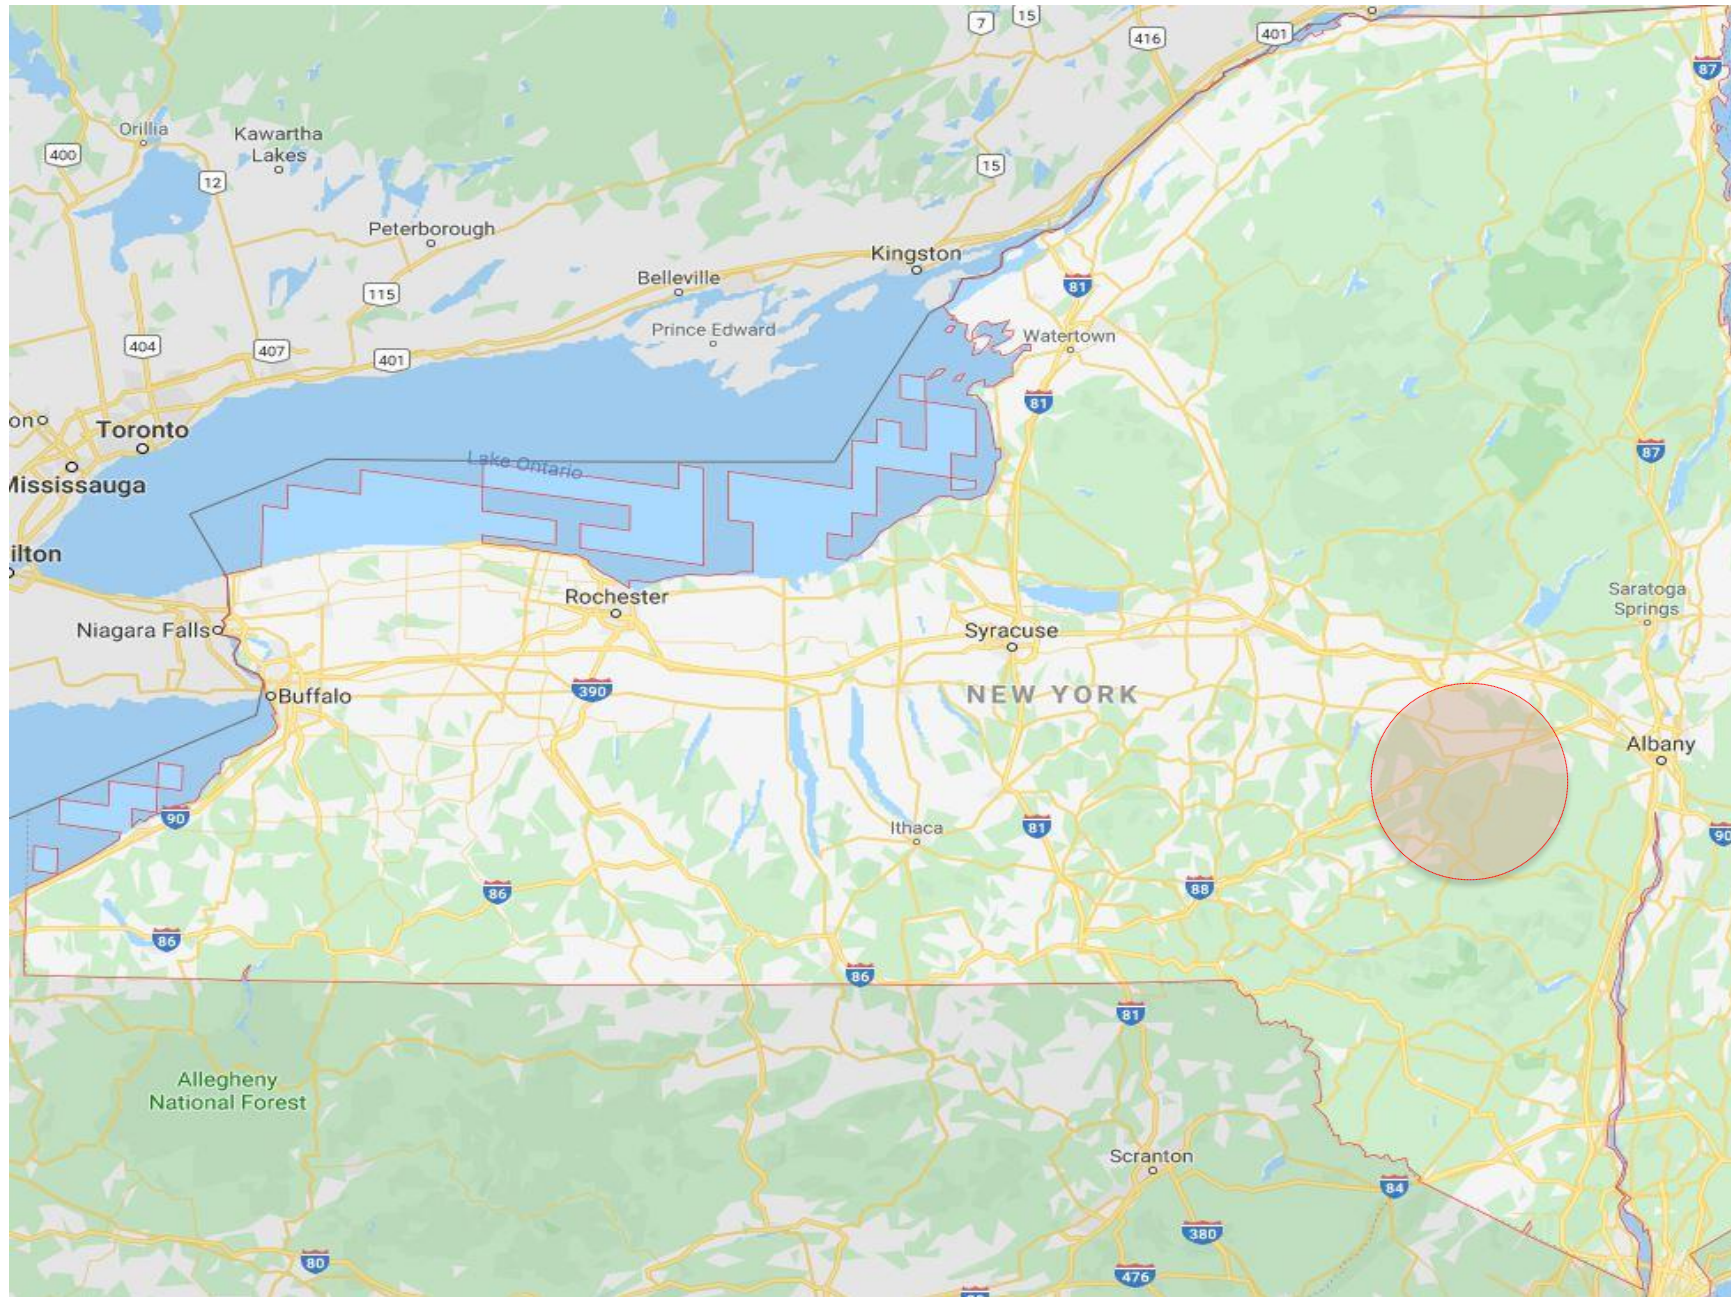 7
15
416
401
87
Orillia
Kawartha
Lakes
400
12
15
Peterborough
Kingston
Belleville
115
81
Prince Edward
Watertown
404
407
401
81
on
Toronto
87
Lake Ontario
Mississauga
ilton
Saratoga
Springs
Rochester
Niagara Falls
Syracuse
Buffalo
390
NEW YORK
Albany
90
Ithaca
81
90
86
88
86
86
81
Allegheny
National Forest
Scranton
84
380
80
476